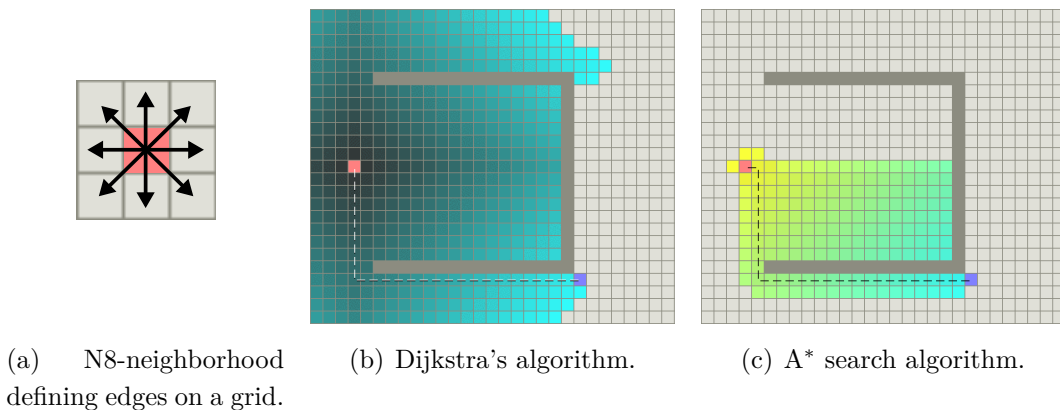 (a) N8-neighborhood
defining edges on a grid.
(b) Dijkstra's algorithm.
(c) A* search algorithm.